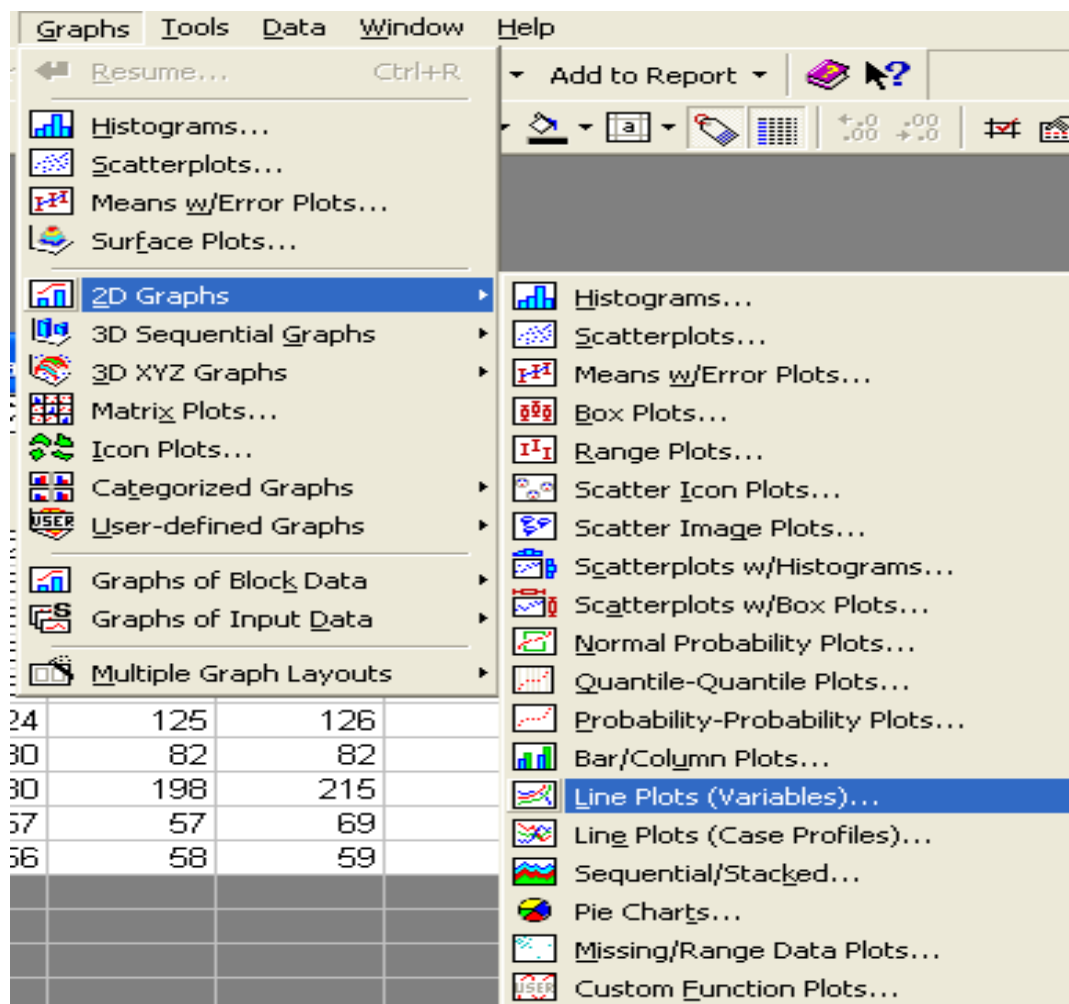 Graphs Tools Data Window Help
Resume... Ctrl+R
Add to Report
Histograms...
Scatterplots...
Means w/Error Plots...
Surface Plots...
2D Graphs
3D Sequential Graphs
3D XYZ Graphs
Matrix Plots...
Icon Plots...
Categorized Graphs
User-defined Graphs
Graphs of Block Data
Graphs of Input Data
Multiple Graph Layouts
Histograms...
Scatterplots...
Means w/Error Plots...
Box Plots...
Range Plots...
Scatter Icon Plots...
Scatter Image Plots...
Scatterplots w/Histograms...
Scatterplots w/Box Plots...
Normal Probability Plots...
Quantile-Quantile Plots...
Probability-Probability Plots...
Bar/Column Plots...
Line Plots (Variables)...
Line Plots (Case Profiles)...
Sequential/Stacked...
Pie Charts...
Missing/Range Data Plots...
Custom Function Plots...
24 125 126
30 82 82
80 198 215
57 57 69
56 58 59